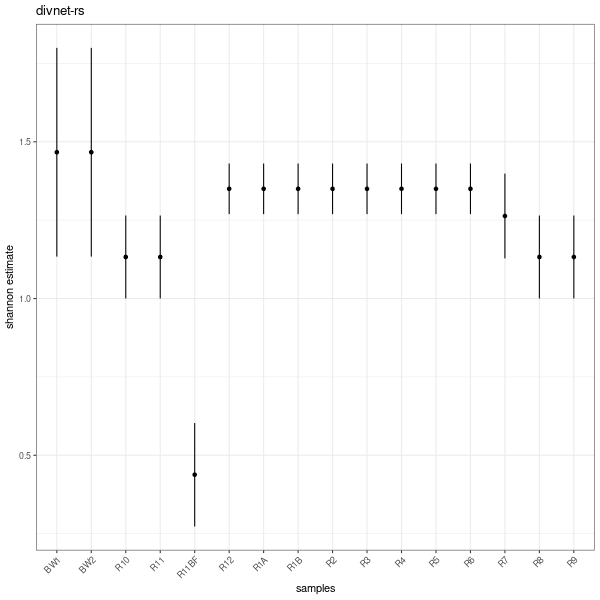 divnet-rs
shannon estimate
1.5
1.0
0.5
BW1
BW2
R10
R11
R11BF
R12
R1A
R1B
R2
R3
R4
R5
R6
R7
R8
R9
samples